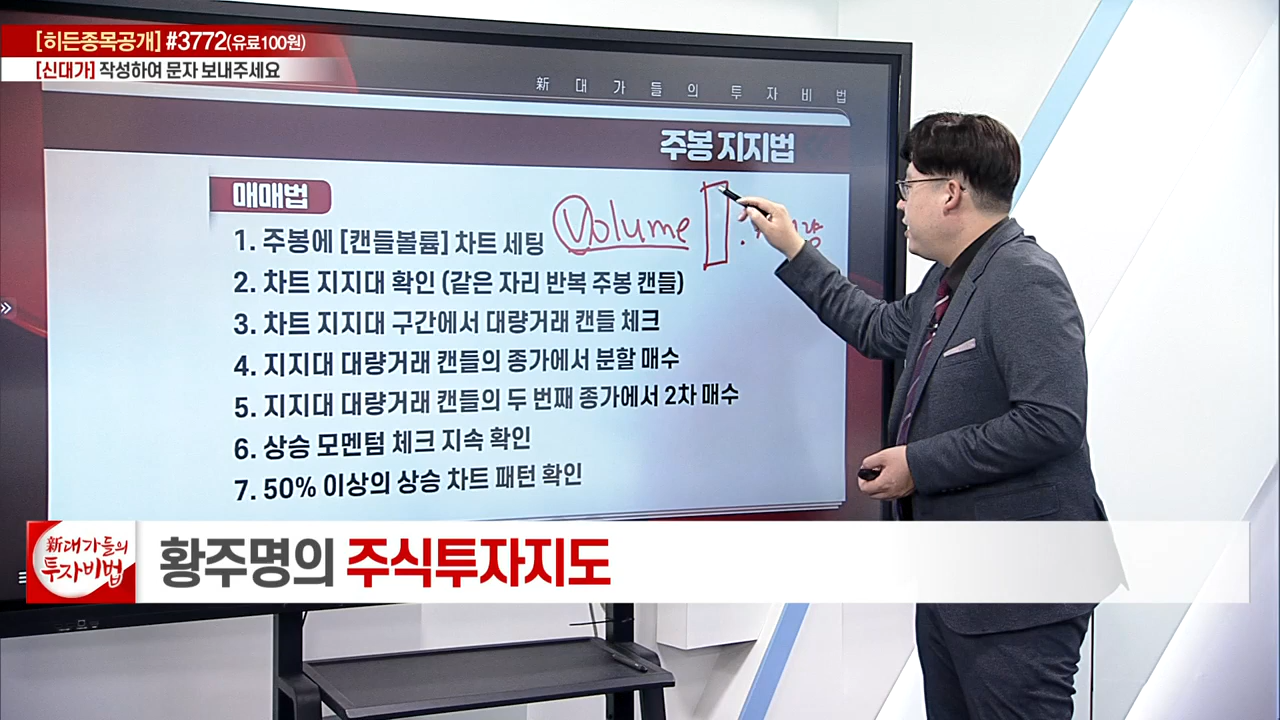 [히든종목공개] #3772(유료100원)
[신대가] 작성하여 문자 보내주세요
新 대 가 들 의 투 자 비 법
주봉 지지법
매매법
Volume
1. 주봉에 [캔들볼륨] 차트 세팅
2. 차트 지지대 확인 (같은 자리 반복 주봉 캔들)
3. 차트 지지대 구간에서 대량거래 캔들 체크
4. 지지대 대량거래 캔들의 종가에서 분할 매수
5. 지지대 대량거래 캔들의 두 번째 종가에서 2차 매수
6. 상승 모멘텀 체크 지속 확인
7. 50% 이상의 상승 차트 패턴 확인
新대가들의
투자비법
황주명의 주식투자지도